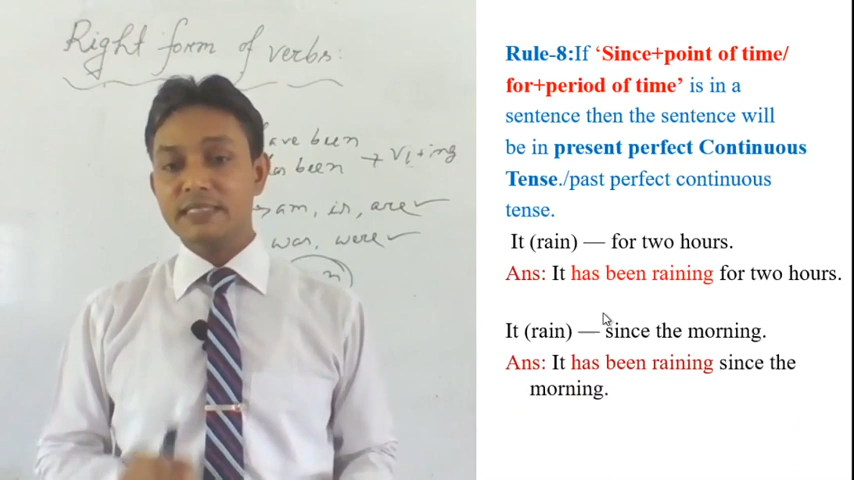 Right form of verbs:
have been
has been → V₁+ing
am, is, are
was, were
Rule-8:If ‘Since+point of time/
for+period of time’ is in a
sentence then the sentence will
be in present perfect Continuous
Tense./past perfect continuous
tense.
It (rain) — for two hours.
Ans: It has been raining for two hours.
It (rain) — since the morning.
Ans: It has been raining since the
morning.